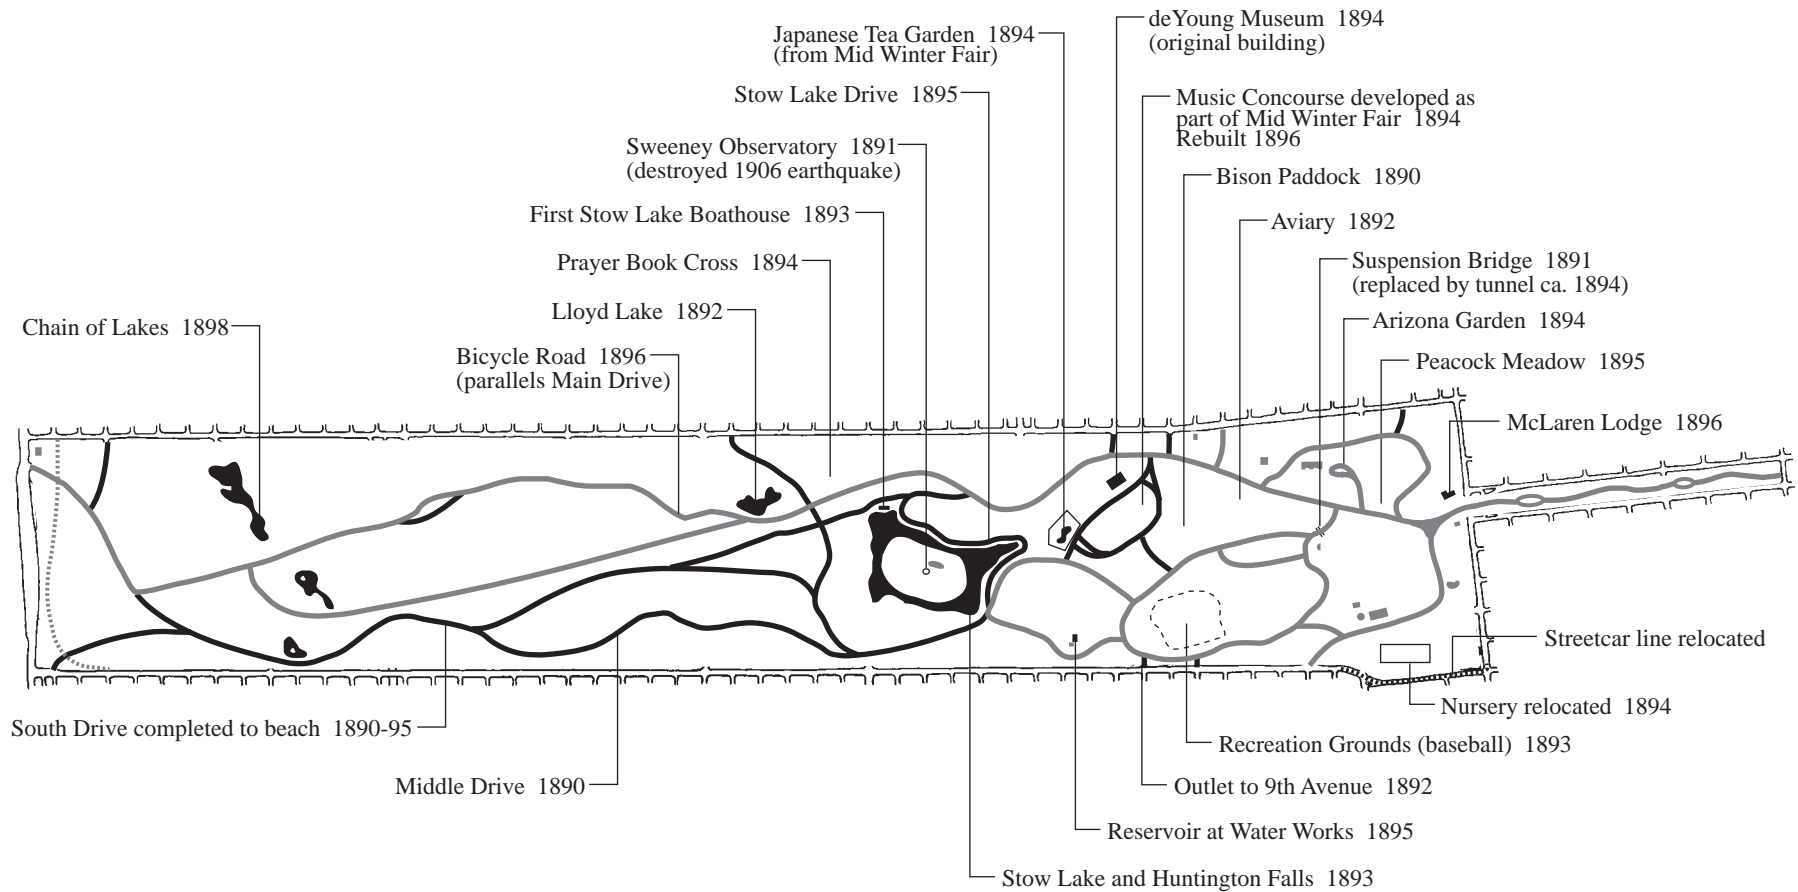 deYoung Museum 1894
(original building)
Japanese Tea Garden 1894
(from Mid Winter Fair)
Stow Lake Drive 1895
Music Concourse developed as
part of Mid Winter Fair 1894
Rebuilt 1896
Sweeney Observatory 1891
(destroyed 1906 earthquake)
Bison Paddock 1890
First Stow Lake Boathouse 1893
Aviary 1892
Prayer Book Cross 1894
Suspension Bridge 1891
(replaced by tunnel ca. 1894)
Lloyd Lake 1892
Arizona Garden 1894
Chain of Lakes 1898
Bicycle Road 1896
(parallels Main Drive)
Peacock Meadow 1895
McLaren Lodge 1896
Streetcar line relocated
Nursery relocated 1894
South Drive completed to beach 1890-95
Recreation Grounds (baseball) 1893
Middle Drive 1890
Outlet to 9th Avenue 1892
Reservoir at Water Works 1895
Stow Lake and Huntington Falls 1893